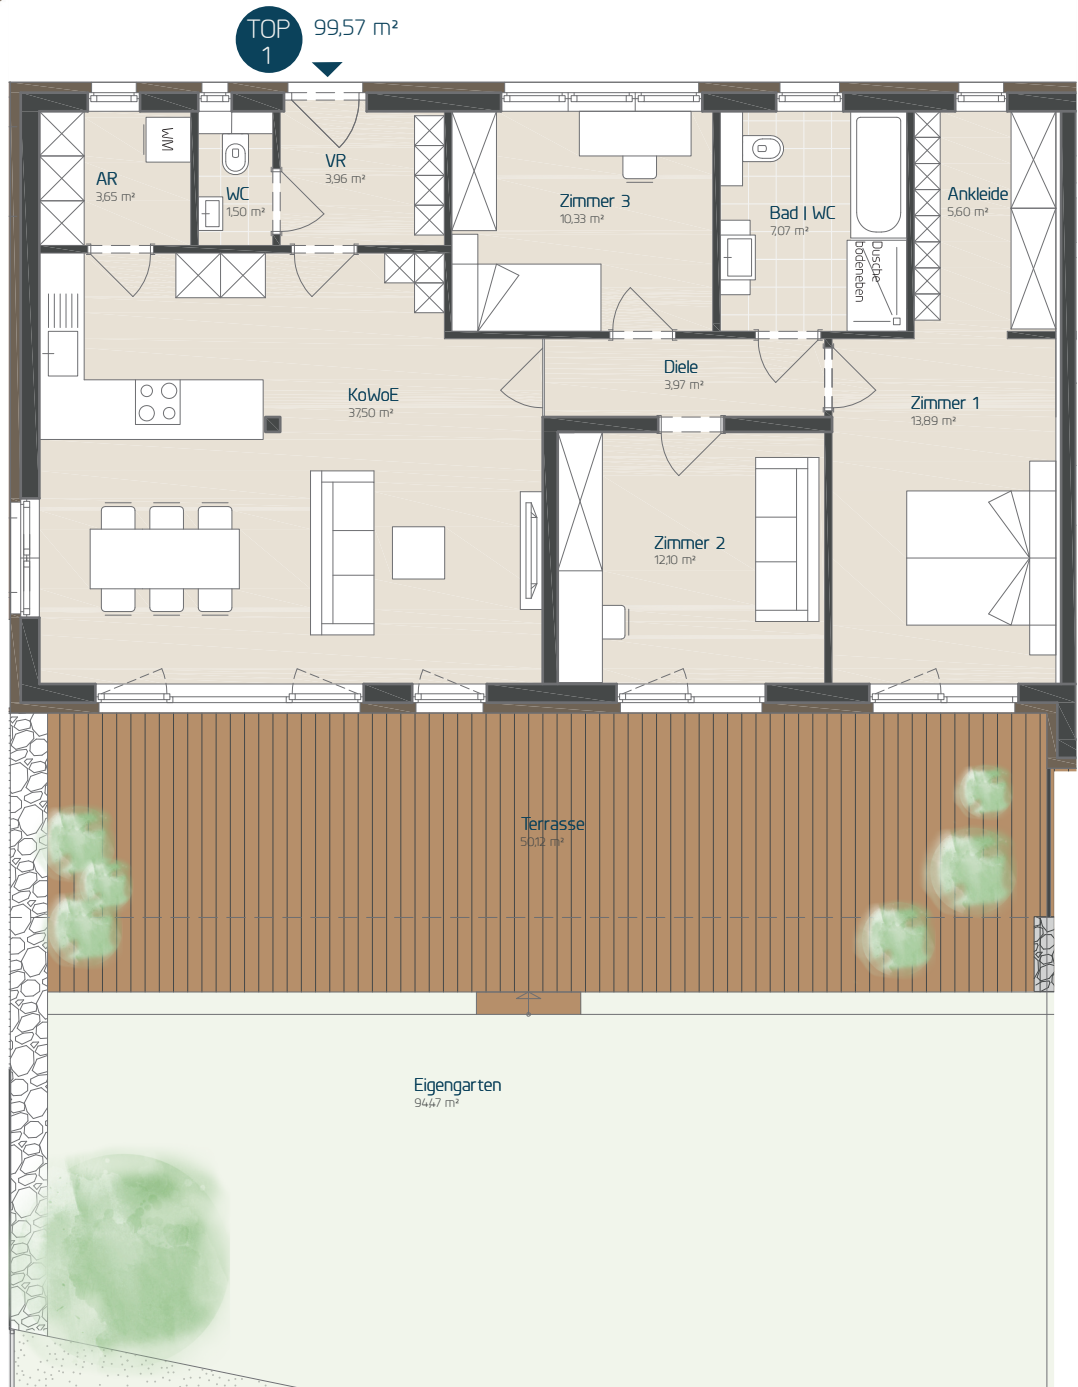 TOP
1
99,57 m²
WM
AR
3,65 m²
WC
1,50 m²
VR
3,96 m²
Zimmer 3
10,33 m²
Bad | WC
7,07 m²
Dusche
bodeneben
Ankleide
5,60 m²
KoWoE
37,50 m²
Diele
3,97 m²
Zimmer 1
13,89 m²
Zimmer 2
12,10 m²
Terrasse
50,12 m²
Eigengarten
94,47 m²